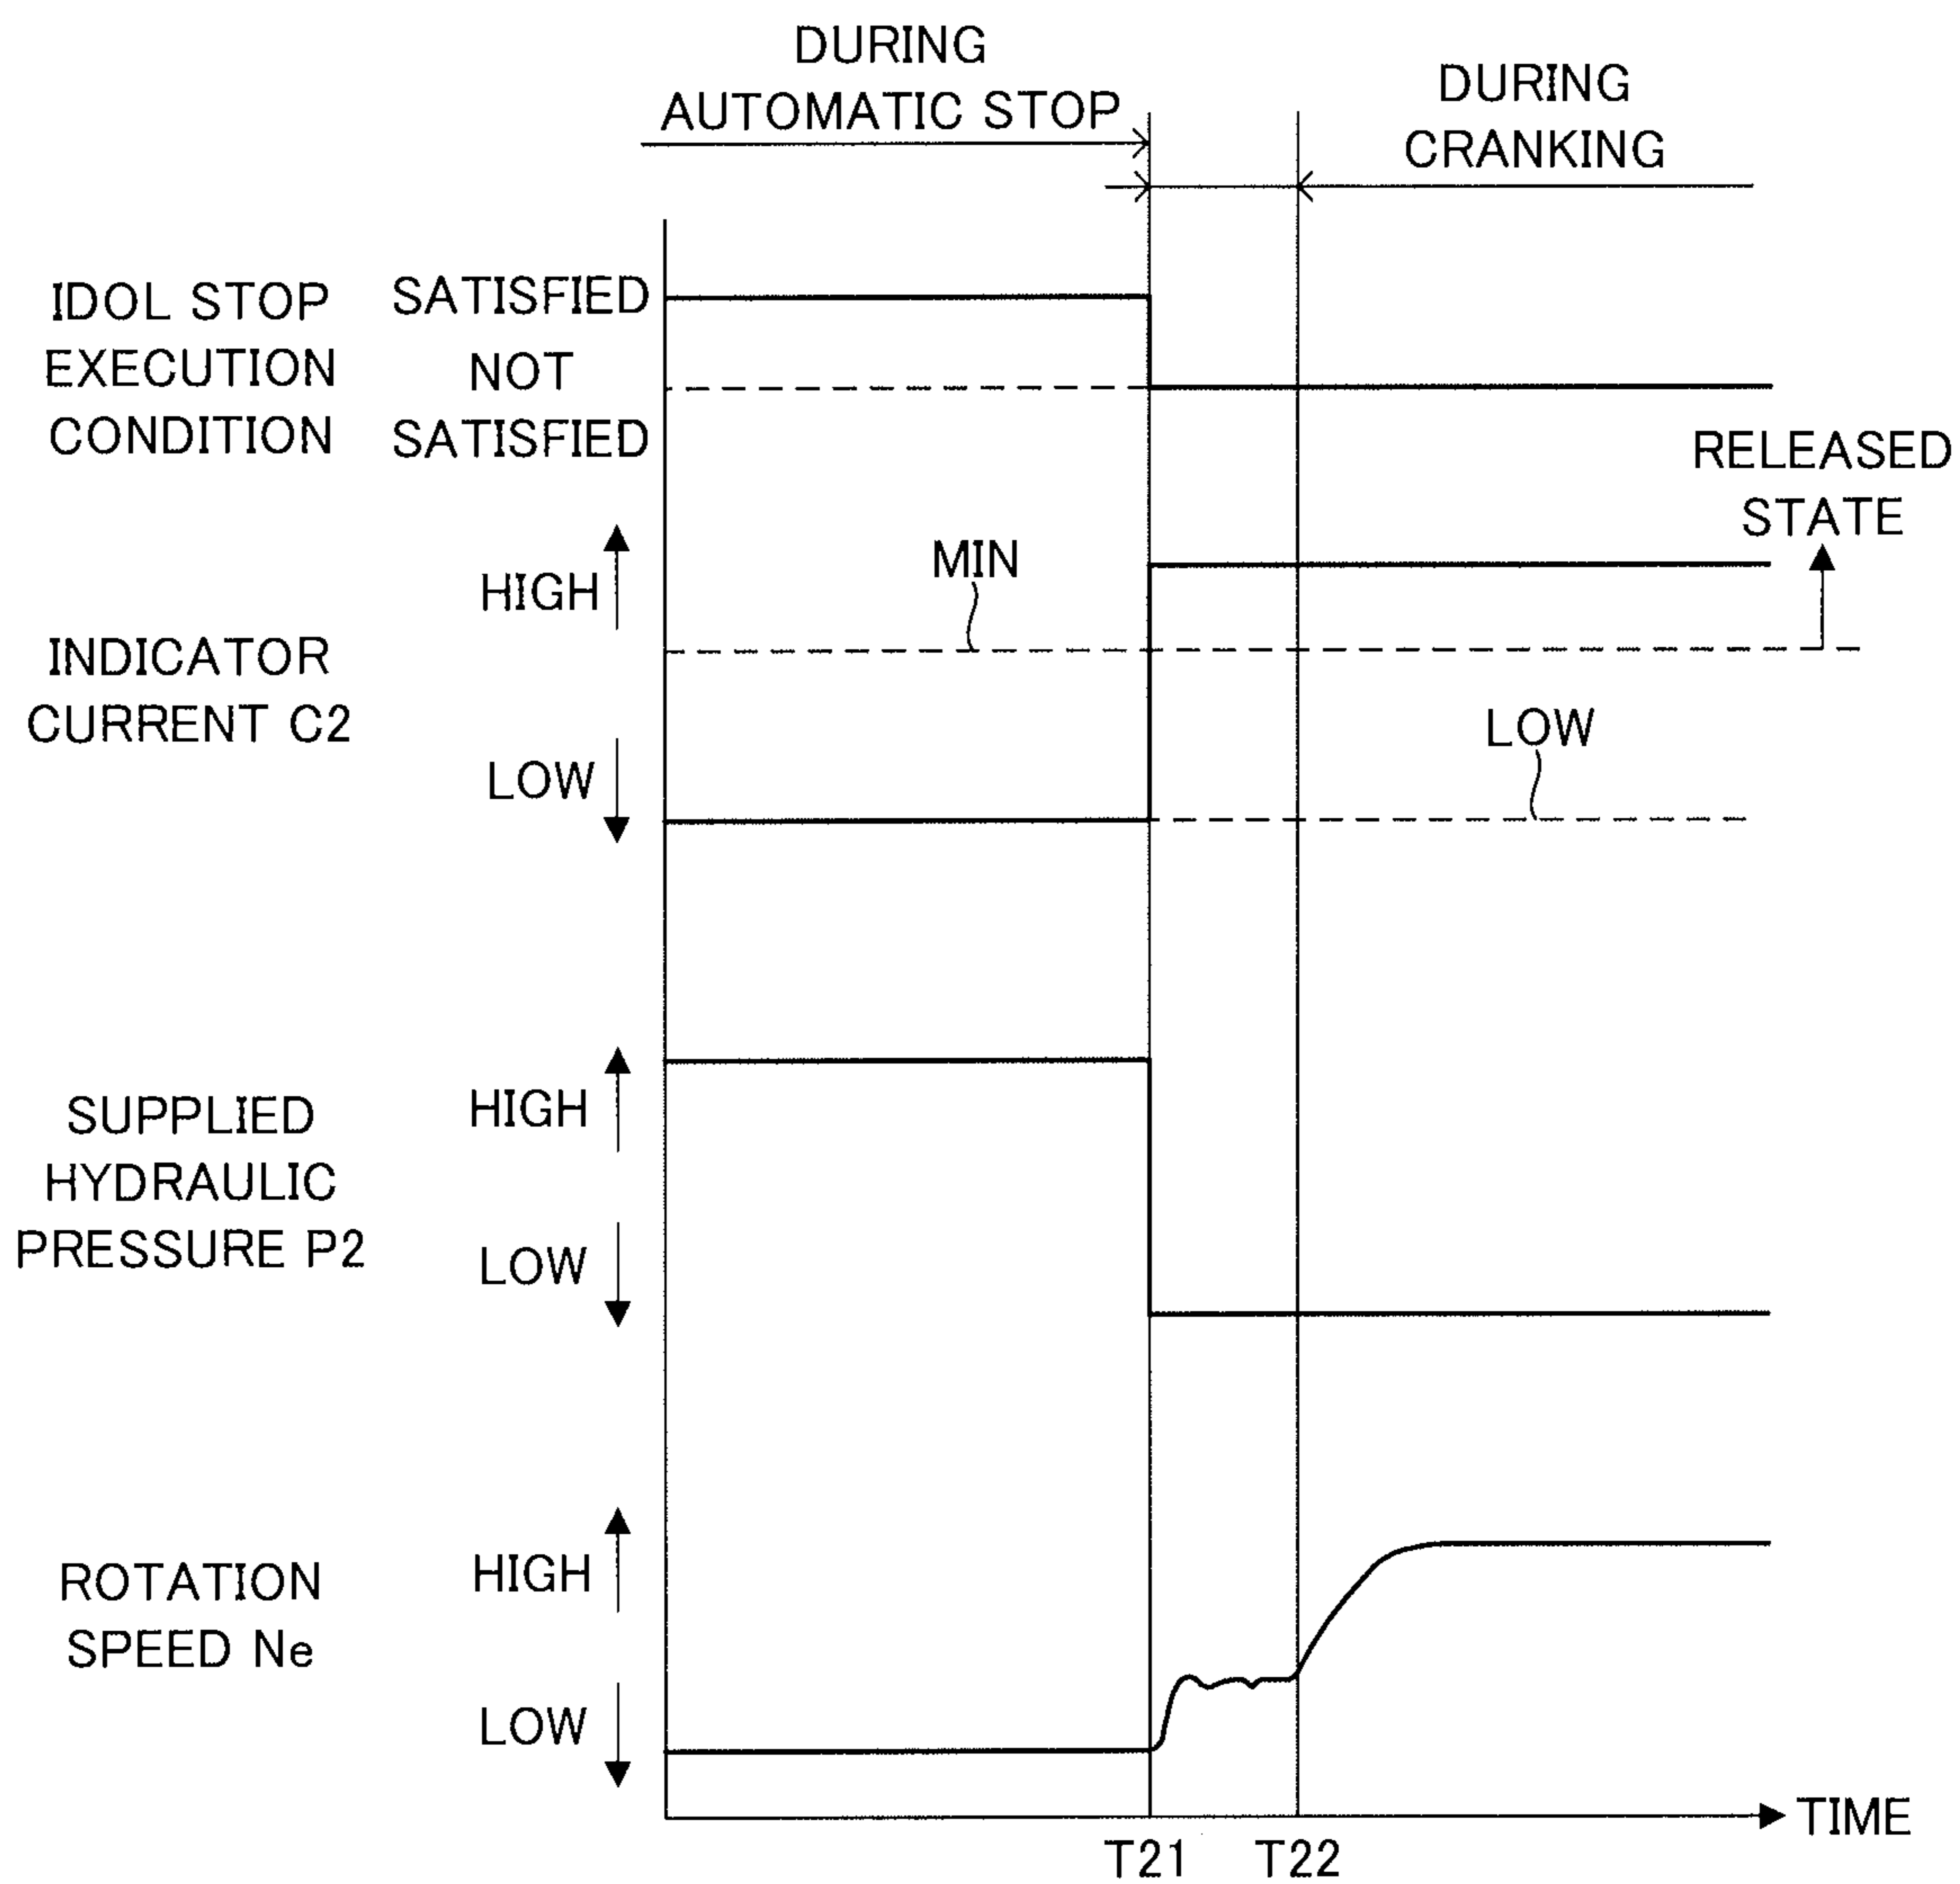 DURING
AUTOMATIC STOP
DURING
CRANKING
IDOL STOP
EXECUTION
CONDITION
SATISFIED
NOT
SATISFIED
RELEASED
STATE
HIGH
MIN
INDICATOR
CURRENT C2
LOW
LOW
SUPPLIED
HYDRAULIC
PRESSURE P2
HIGH
LOW
ROTATION
SPEED Ne
HIGH
LOW
TIME
T21
T22